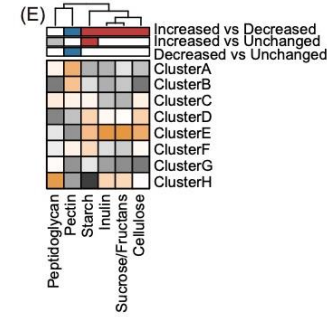 (E)
Increased vs Decreased
Increased vs Unchanged
Decreased vs Unchanged
ClusterA
ClusterB
ClusterC
ClusterD
ClusterE
ClusterF
ClusterG
ClusterH
Peptidoglycan
Pectin
Starch
Inulin
Sucrose/Fructans
Cellulose